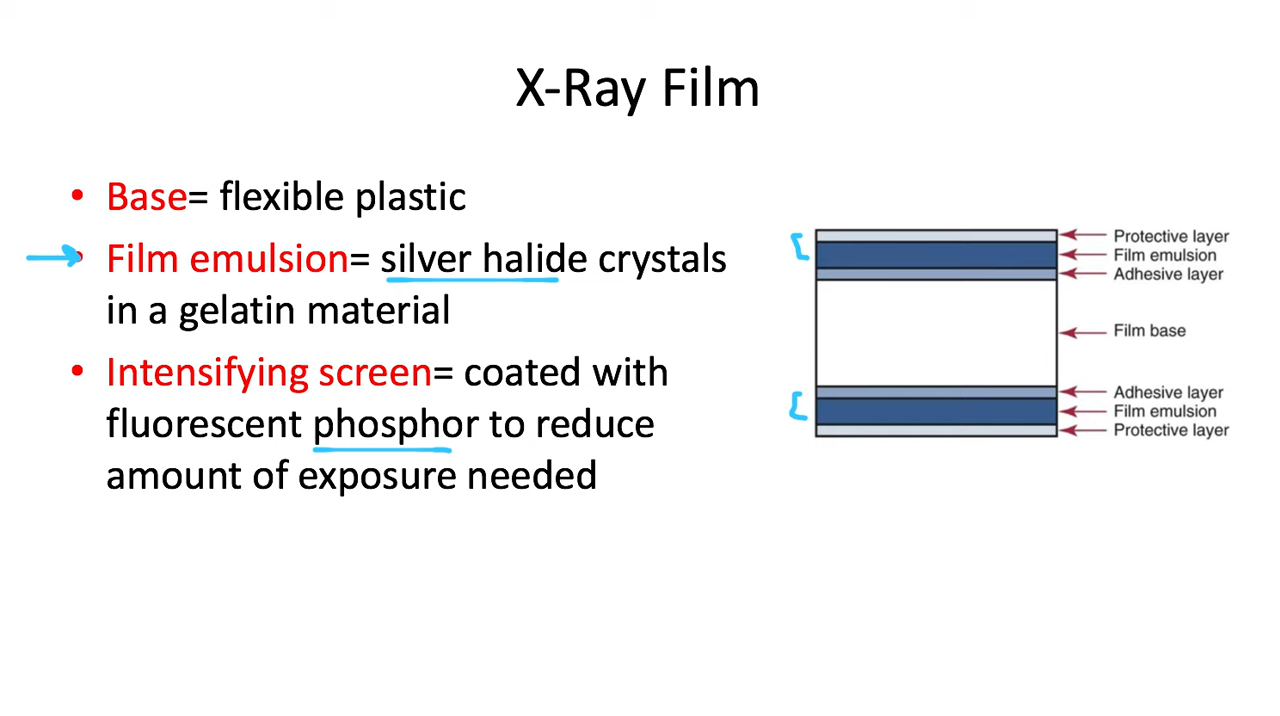 X-Ray Film
• Base= flexible plastic
• Film emulsion= silver halide crystals
in a gelatin material
• Intensifying screen= coated with
fluorescent phosphor to reduce
amount of exposure needed
Protective layer
Film emulsion
Adhesive layer
Film base
Adhesive layer
Film emulsion
Protective layer